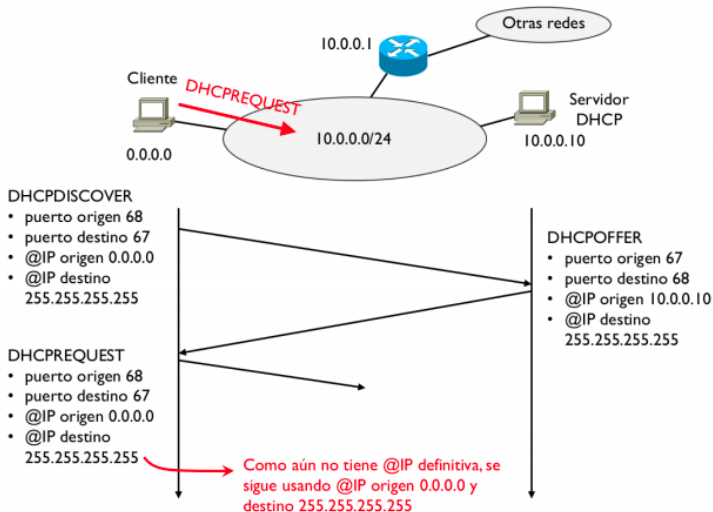 Otras redes
10.0.0.1
Cliente
DHCPREQUEST
Servidor
DHCP
10.0.0.0/24
10.0.0.10
0.0.0.0
DHCPDISCOVER
• puerto origen 68
• puerto destino 67
• @IP origen 0.0.0.0
• @IP destino
255.255.255.255
DHCPOFFER
• puerto origen 67
• puerto destino 68
• @IP origen 10.0.0.10
• @IP destino
255.255.255.255
DHCPREQUEST
• puerto origen 68
• puerto destino 67
• @IP origen 0.0.0.0
• @IP destino
255.255.255.255
Como aún no tiene @IP definitiva, se
sigue usando @IP origen 0.0.0.0 y
destino 255.255.255.255